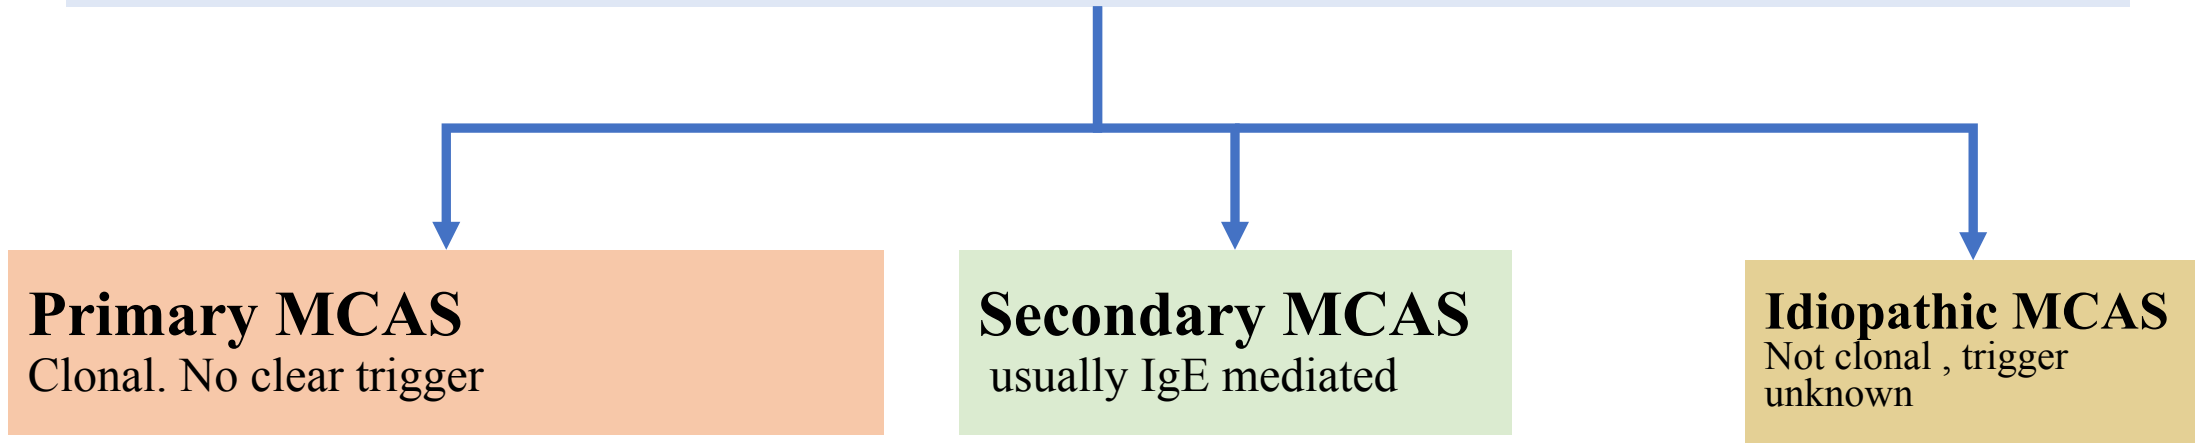 Primary MCAS
Clonal. No clear trigger
Secondary MCAS
usually IgE mediated
Idiopathic MCAS
Not clonal , trigger
unknown